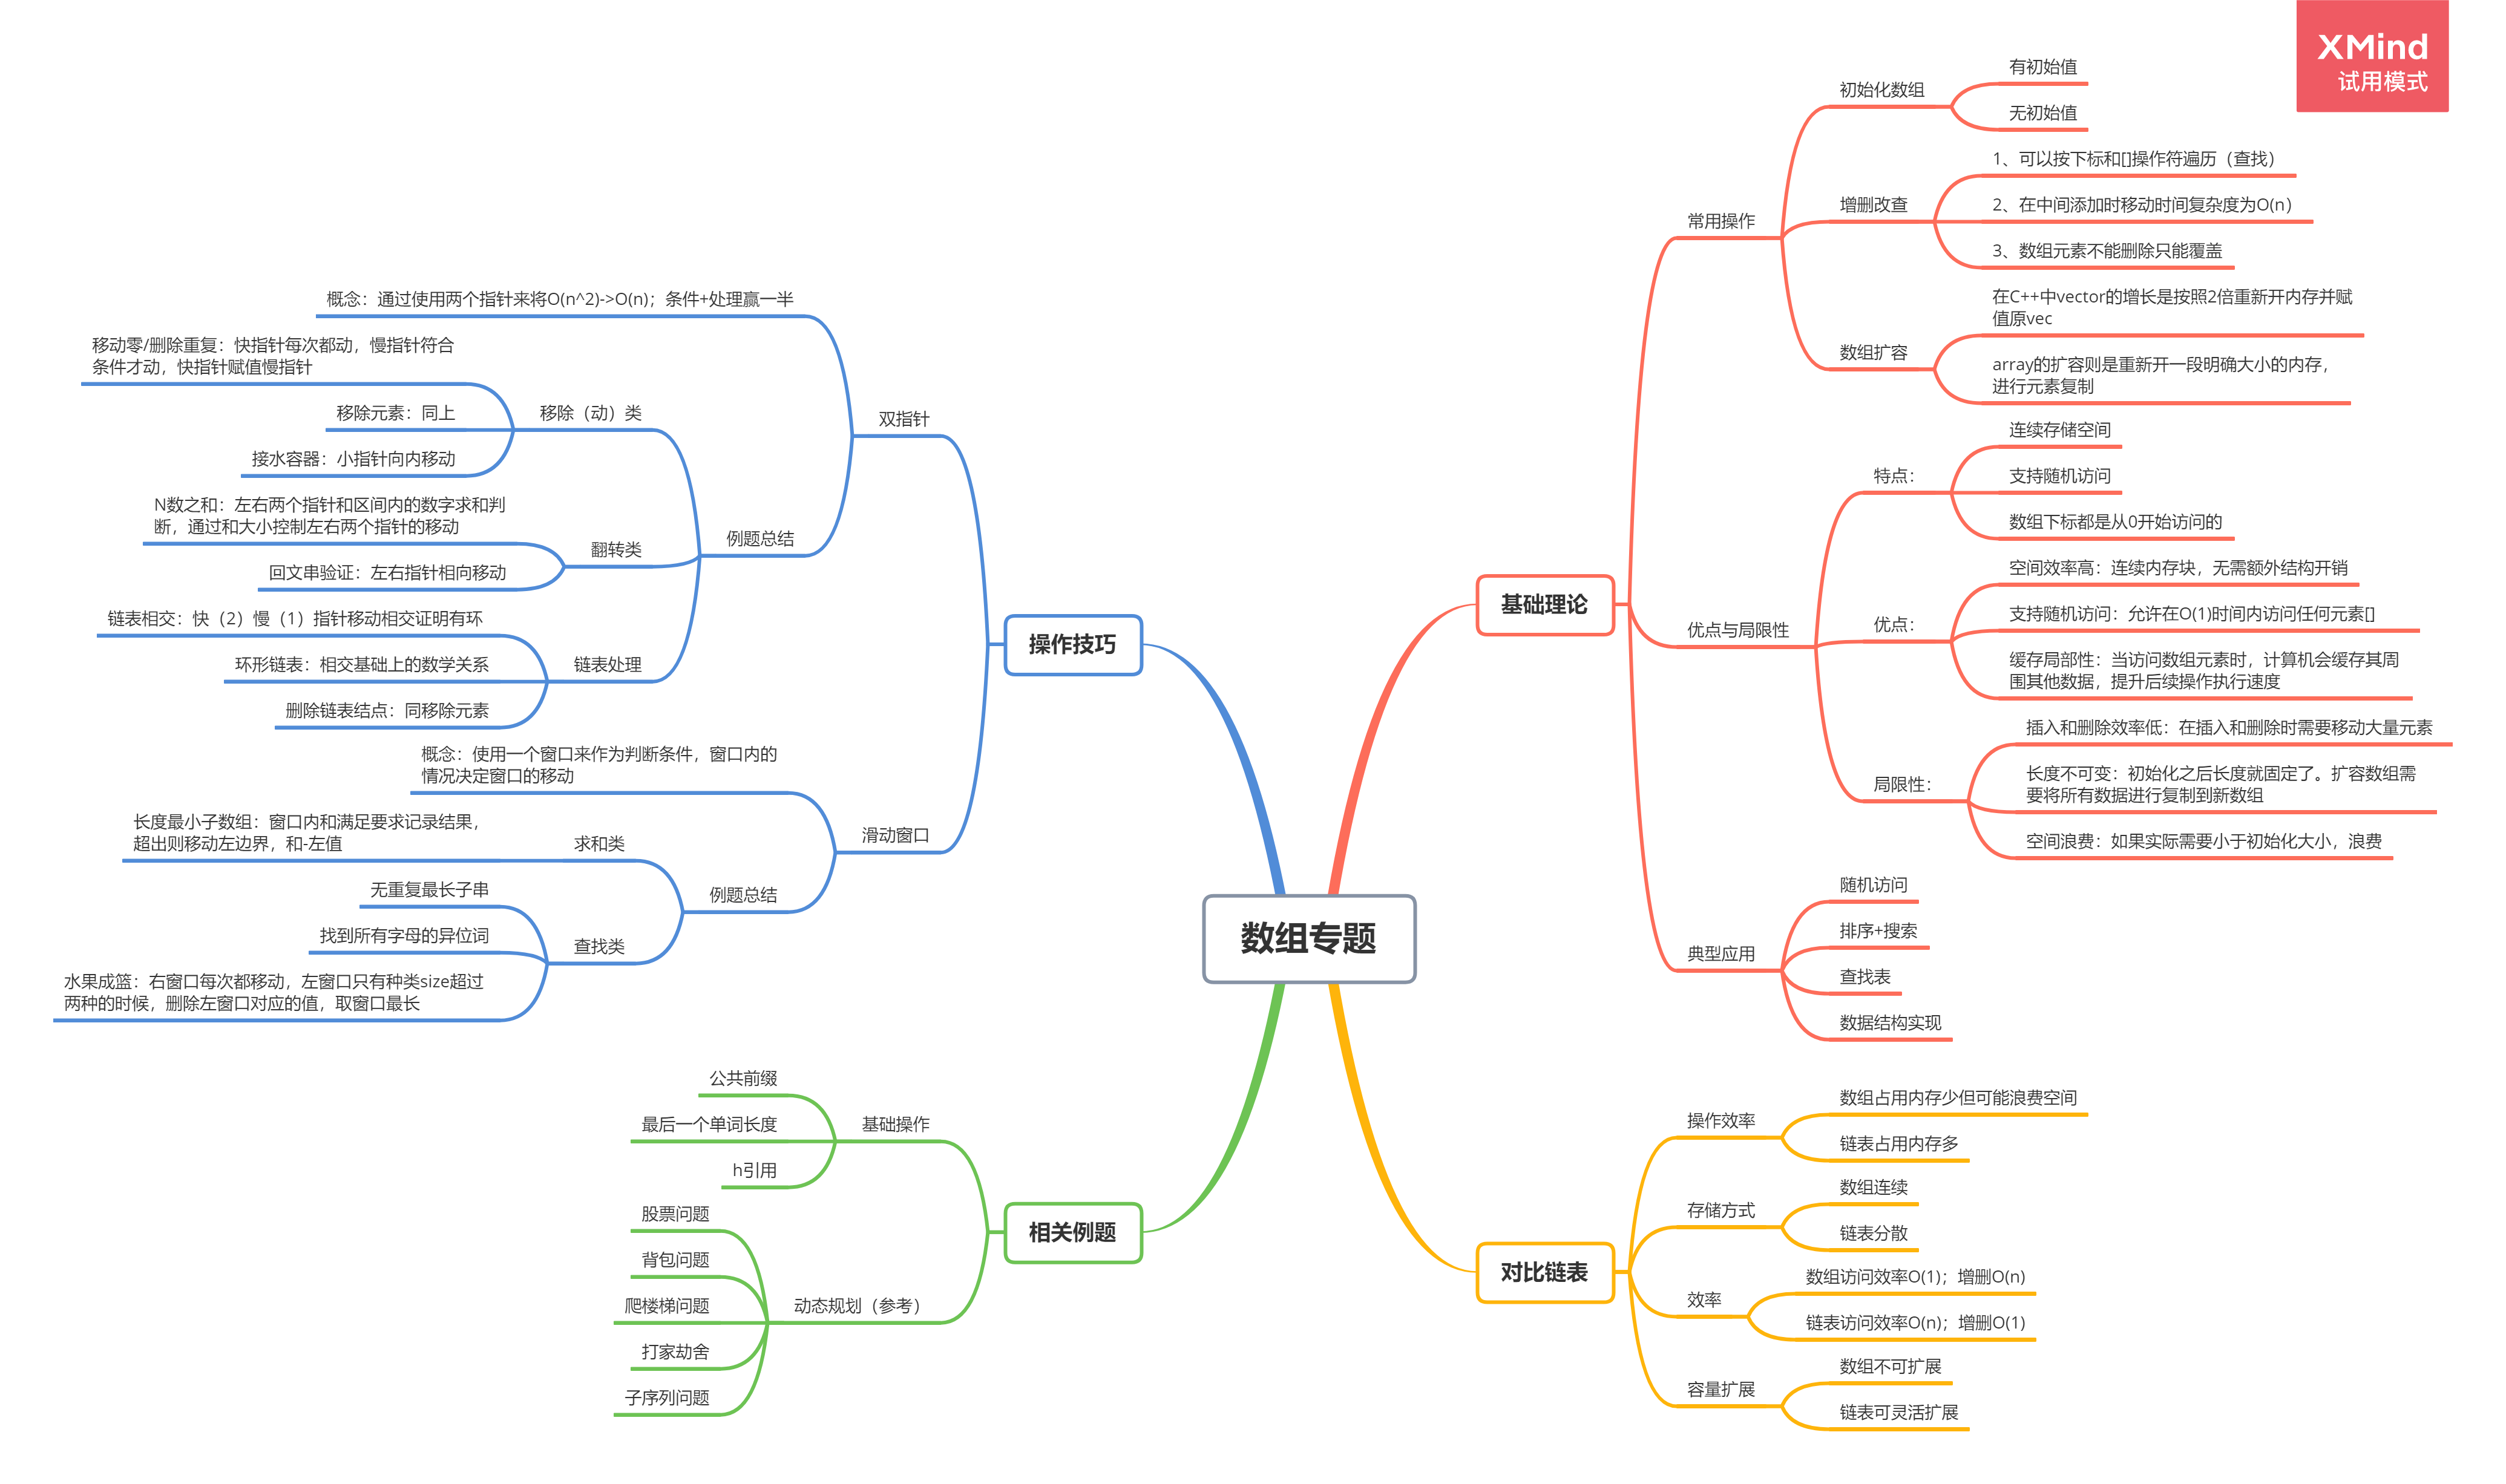 XMind
试用模式
数组专题
基础理论
常用操作
初始化数组
有初始值
无初始值
增删改查
1、可以按下标和[]操作符遍历（查找）
2、在中间添加时移动时间复杂度为O(n）
3、数组元素不能删除只能覆盖
数组扩容
在C++中vector的增长是按照2倍重新开内存并赋
值原vec
array的扩容则是重新开一段明确大小的内存，
进行元素复制
优点与局限性
特点：
连续存储空间
支持随机访问
数组下标都是从0开始访问的
优点：
空间效率高：连续内存块，无需额外结构开销
支持随机访问：允许在O(1)时间内访问任何元素[]
缓存局部性：当访问数组元素时，计算机会缓存其周
围其他数据，提升后续操作执行速度
局限性：
插入和删除效率低：在插入和删除时需要移动大量元素
长度不可变：初始化之后长度就固定了。扩容数组需
要将所有数据进行复制到新数组
空间浪费：如果实际需要小于初始化大小，浪费
典型应用
随机访问
排序+搜索
查找表
数据结构实现
对比链表
操作效率
数组占用内存少但可能浪费空间
链表占用内存多
存储方式
数组连续
链表分散
效率
数组访问效率O(1)；增删O(n)
链表访问效率O(n)；增删O(1)
容量扩展
数组不可扩展
链表可灵活扩展
操作技巧
双指针
概念：通过使用两个指针来将O(n^2)->O(n)；条件+处理赢一半
例题总结
移除（动）类
移动零/删除重复：快指针每次都动，慢指针符合
条件才动，快指针赋值慢指针
移除元素：同上
接水容器：小指针向内移动
翻转类
N数之和：左右两个指针和区间内的数字求和判
断，通过和大小控制左右两个指针的移动
回文串验证：左右指针相向移动
链表处理
链表相交：快（2）慢（1）指针移动相交证明有环
环形链表：相交基础上的数学关系
删除链表结点：同移除元素
滑动窗口
概念：使用一个窗口来作为判断条件，窗口内的
情况决定窗口的移动
例题总结
求和类
长度最小子数组：窗口内和满足要求记录结果，
超出则移动左边界，和-左值
查找类
无重复最长子串
找到所有字母的异位词
水果成篮：右窗口每次都移动，左窗口只有种类size超过
两种的时候，删除左窗口对应的值，取窗口最长
相关例题
基础操作
公共前缀
最后一个单词长度
h引用
动态规划（参考）
股票问题
背包问题
爬楼梯问题
打家劫舍
子序列问题